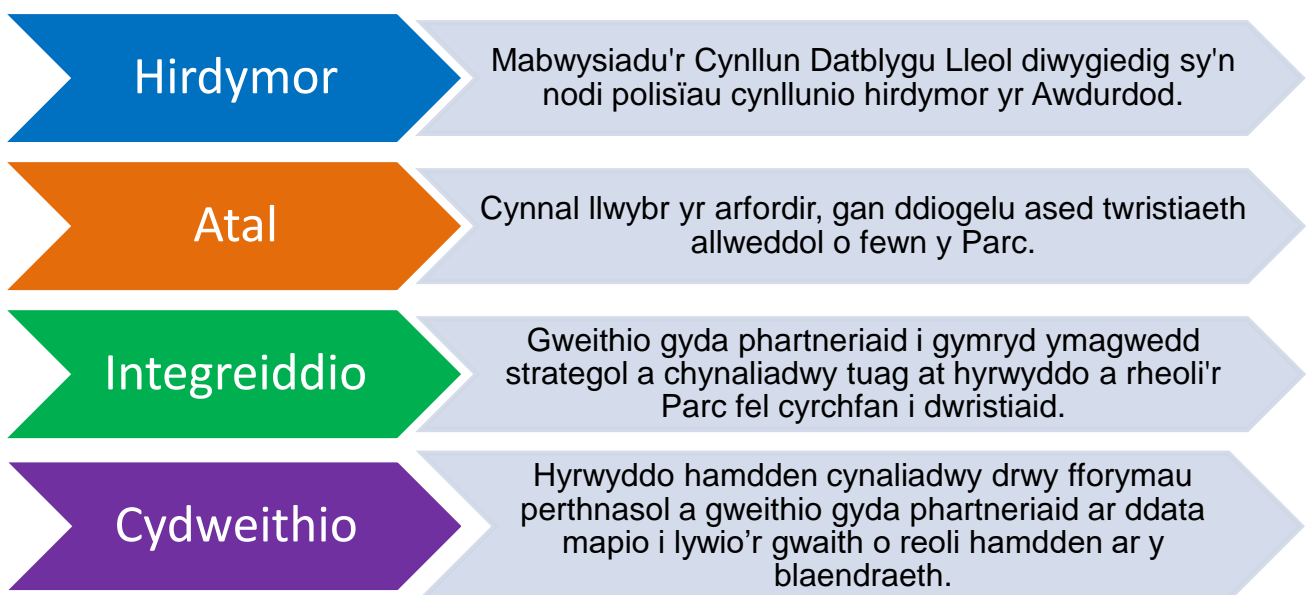 Hirdymor
Mabwysiadu'r Cynllun Datblygu Lleol diwygiedig sy'n
nodi polisïau cynllunio hirdymor yr Awdurdod.
Atal
Cynnal llwybr yr arfordir, gan ddiogelu ased twristiaeth
allweddol o fewn y Parc.
Integreiddio
Gweithio gyda phartneriaid i gymryd ymagwedd
strategol a chynaliadwy tuag at hyrwyddo a rheoli'r
Parc fel cyrchfan i dwristiaid.
Cydweithio
Hyrwyddo hamdden cynaliadwy drwy fforymau
perthnasol a gweithio gyda phartneriaid ar ddata
mapio i lywio’r gwaith o reoli hamdden ar y
blaendraeth.